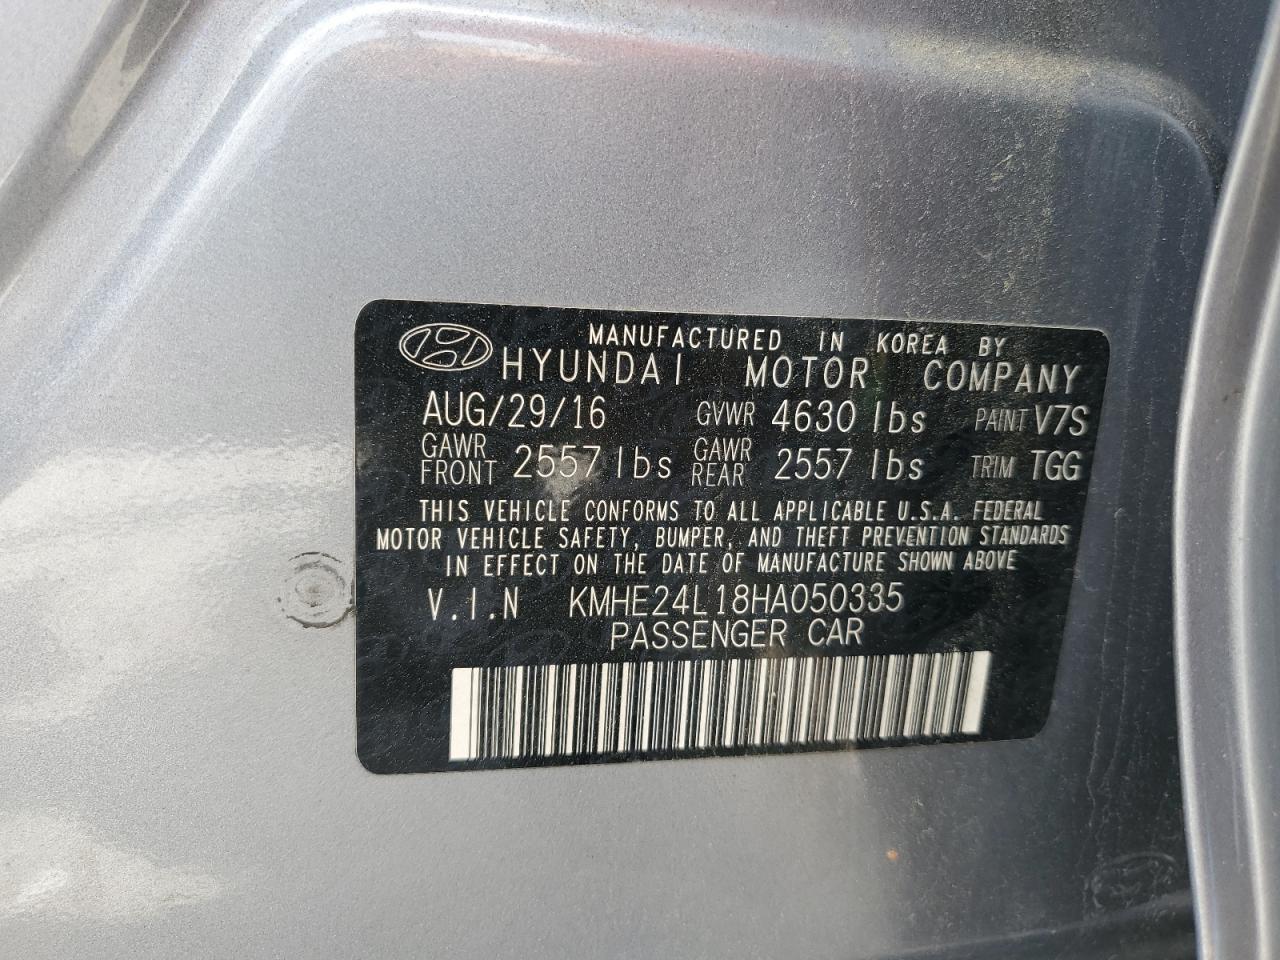 MANUFACTURED IN KOREA BY
HYUNDAI MOTOR COMPANY
AUG/29/16 GVWR 4630 lbs PAINT V7S
GAWR FRONT 2557 lbs GAWR REAR 2557 lbs TRIM TGG
THIS VEHICLE CONFORMS TO ALL APPLICABLE U.S.A. FEDERAL
MOTOR VEHICLE SAFETY, BUMPER, AND THEFT PREVENTION STANDARDS
IN EFFECT ON THE DATE OF MANUFACTURE SHOWN ABOVE
V.I.N KMHE24L18HA050335
PASSENGER CAR